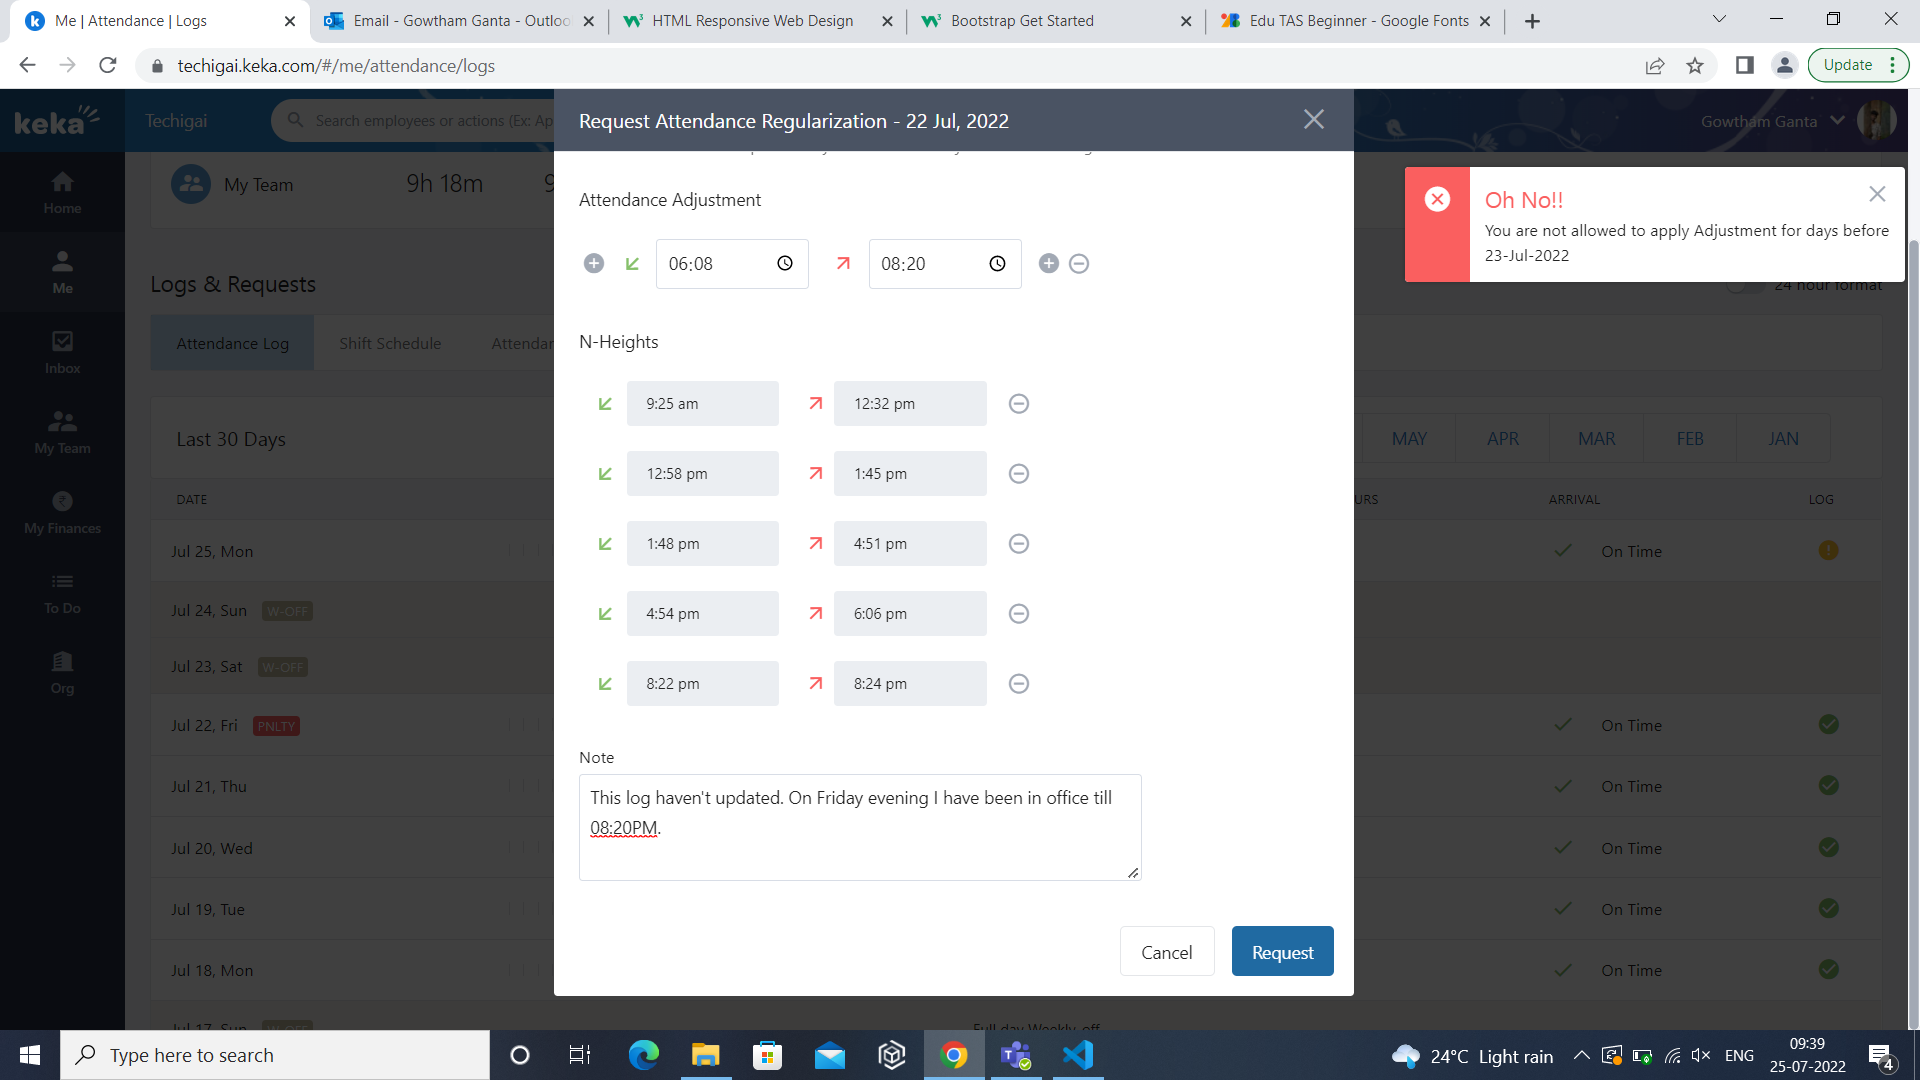 Me | Attendance | Logs
Email - Gowtham Ganta - Outloo
HTML Responsive Web Design
Bootstrap Get Started
Edu TAS Beginner - Google Fonts
techigai.keka.com/#/me/attendance/logs
Update
keka
Techigai
Search employees or actions (Ex: Ap
Request Attendance Regularization - 22 Jul, 2022
Gowtham Ganta
Home
Me
Inbox
My Team
My Finances
To Do
Org
My Team
9h 18m
Oh No!!
You are not allowed to apply Adjustment for days before
23-Jul-2022
24 hour format
Attendance Adjustment
06:08
08:20
Logs & Requests
Attendance Log
Shift Schedule
Attendan
N-Heights
9:25 am
12:32 pm
12:58 pm
1:45 pm
1:48 pm
4:51 pm
4:54 pm
6:06 pm
8:22 pm
8:24 pm
Last 30 Days
MAY
APR
MAR
FEB
JAN
DATE
URS
ARRIVAL
LOG
Jul 25, Mon
On Time
Jul 24, Sun W-OFF
Jul 23, Sat W-OFF
Jul 22, Fri PNLTY
On Time
Jul 21, Thu
On Time
Jul 20, Wed
On Time
Jul 19, Tue
On Time
Jul 18, Mon
On Time
Jul 17, Sun W-OFF
Full day Weekly-off
Note
This log haven't updated. On Friday evening I have been in office till
08:20PM.
Cancel
Request
Type here to search
24°C Light rain
ENG
09:39
25-07-2022
4